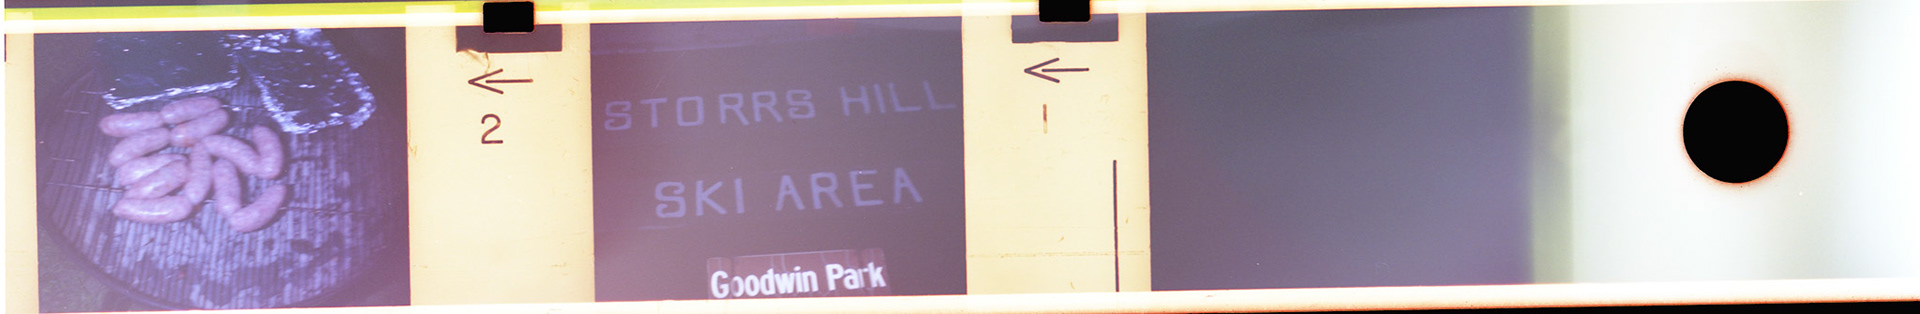 ← 2
STORRS HILL
SKI AREA
Goodwin Park
← 1